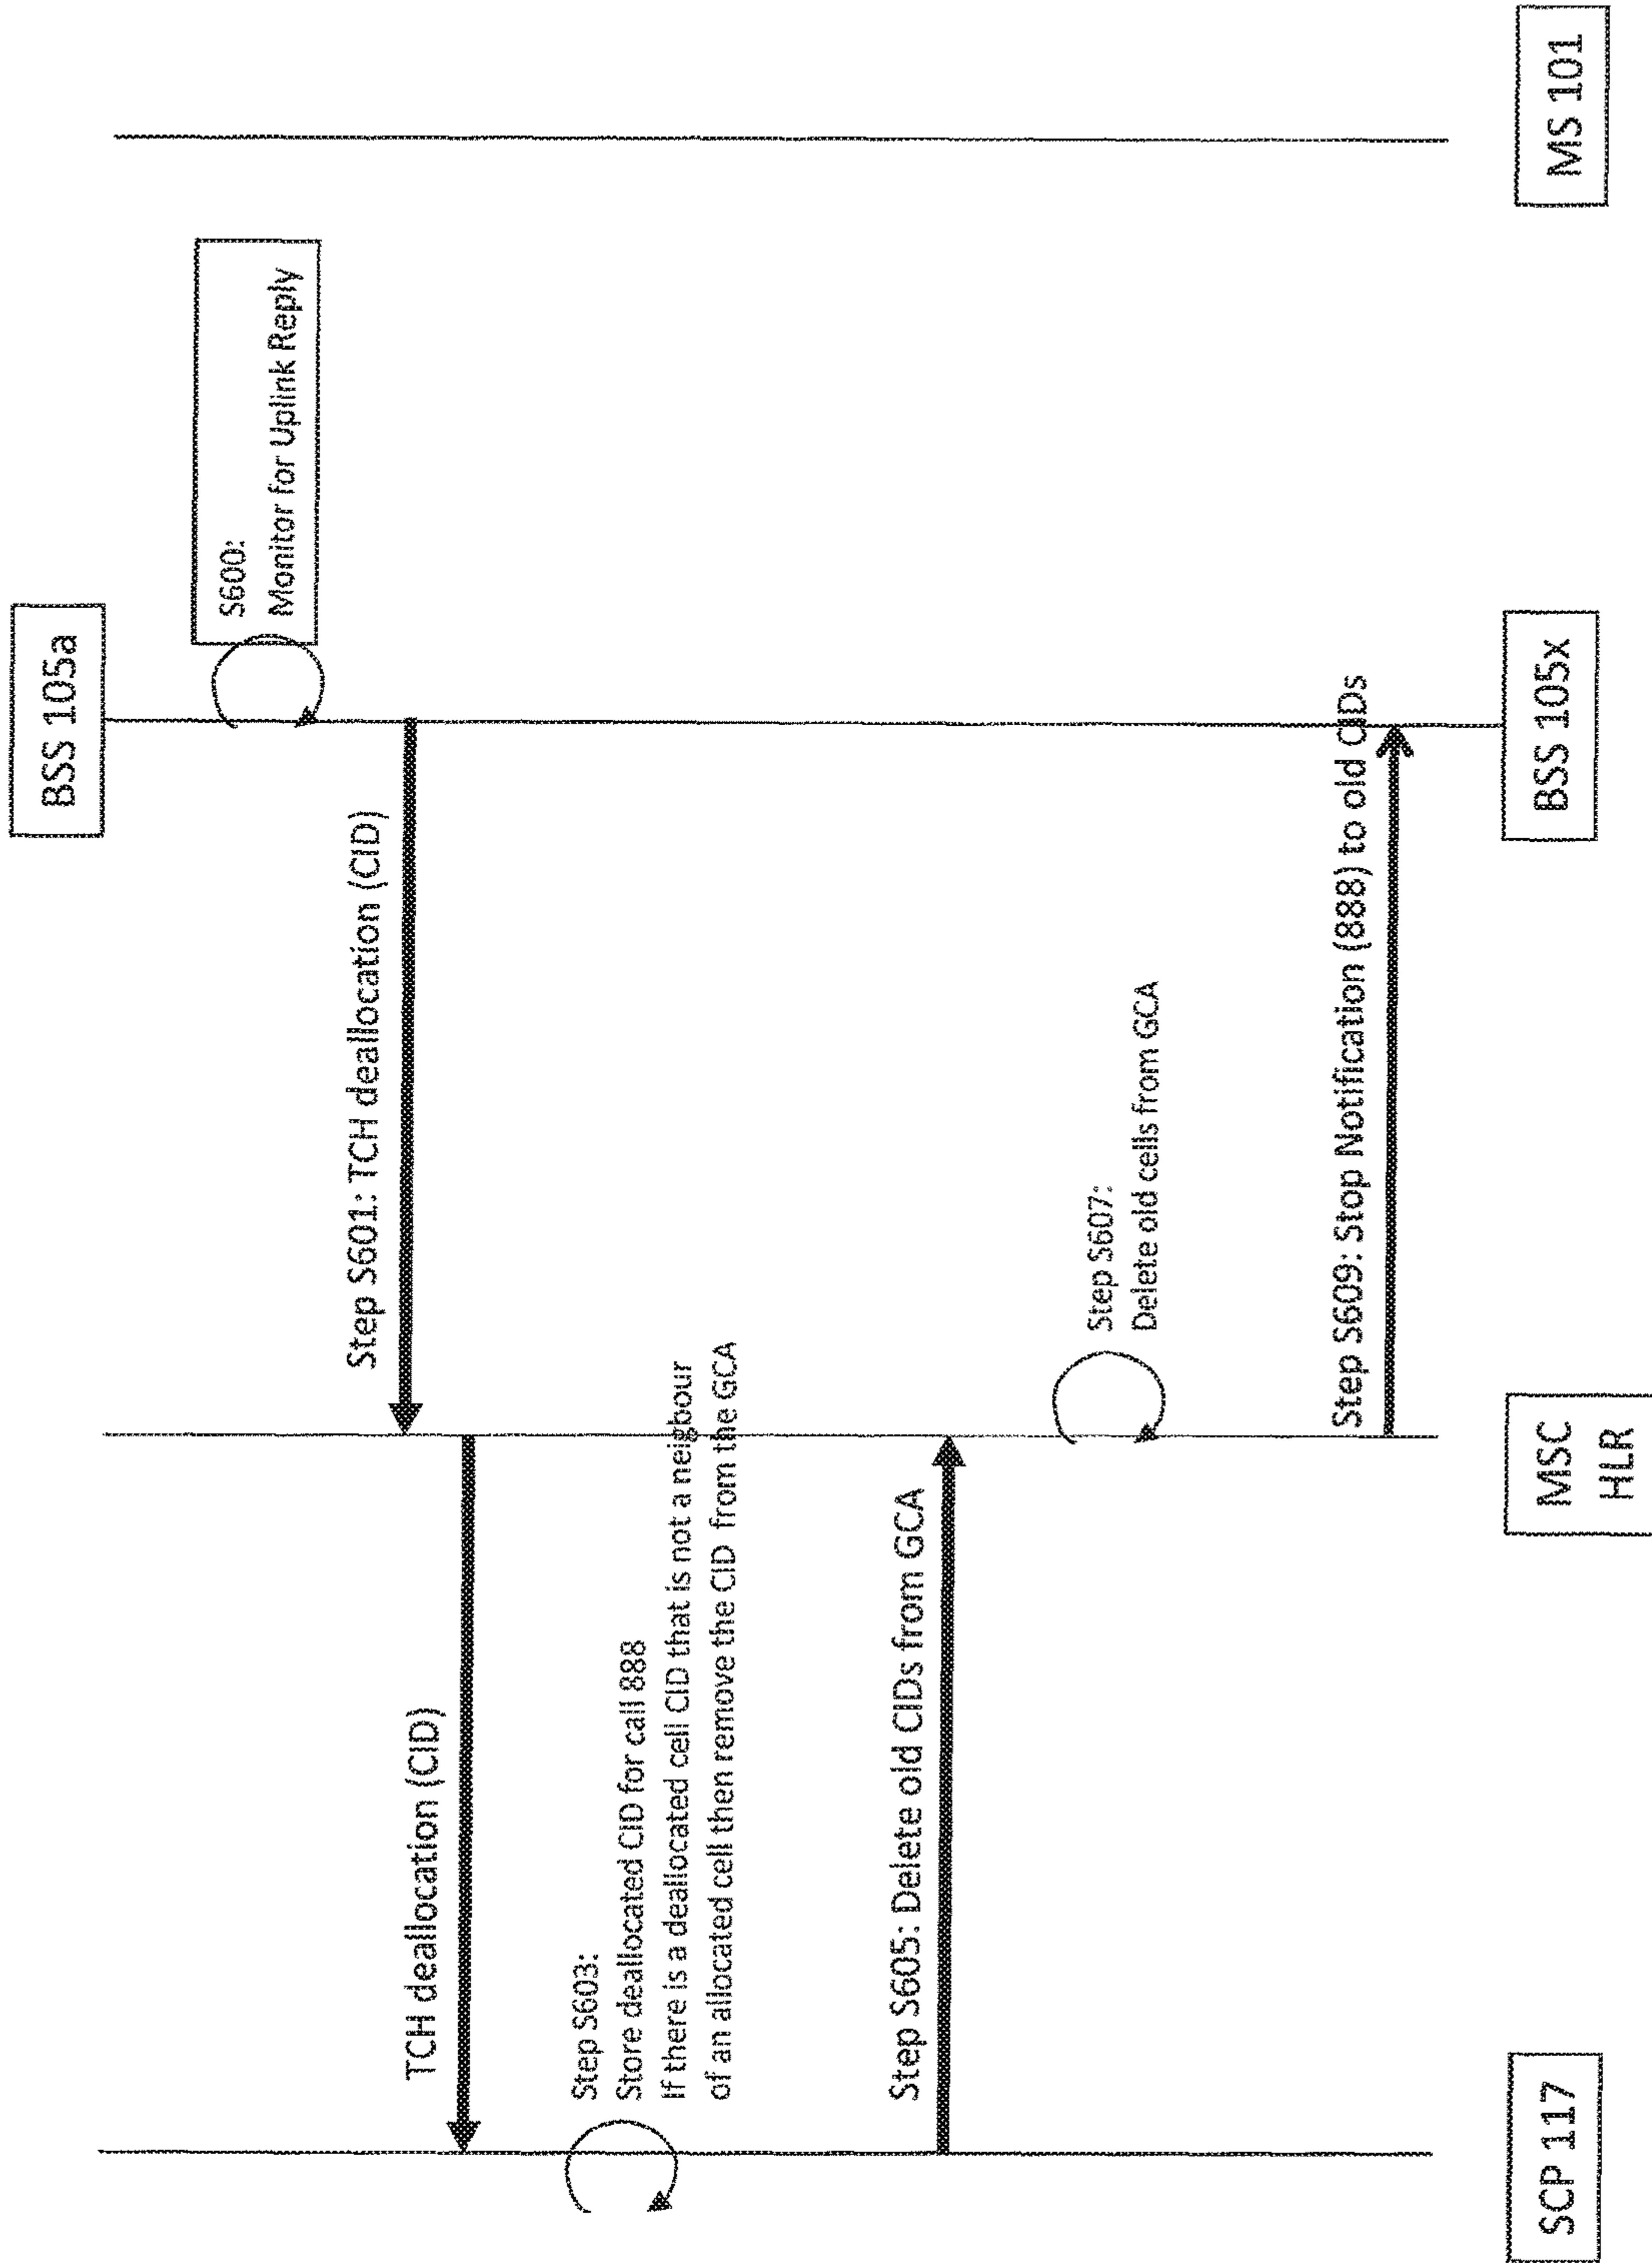 BSS 105a
S600:
Monitor for Uplink Reply
Step S601: TCH deallocation (CID)
TCH deallocation (CID)
Step S603:
Store deallocated CID for call 888
If there is a deallocated cell CID that is not a neigbour
of an allocated cell then remove the CID from the GCA
Step S605: Delete old CIDs from GCA
Step S607:
Delete old cells from GCA
Step S609: Stop Notification (888) to old CIDs
SCP 117
MSC
HLR
BSS 105x
MS 101